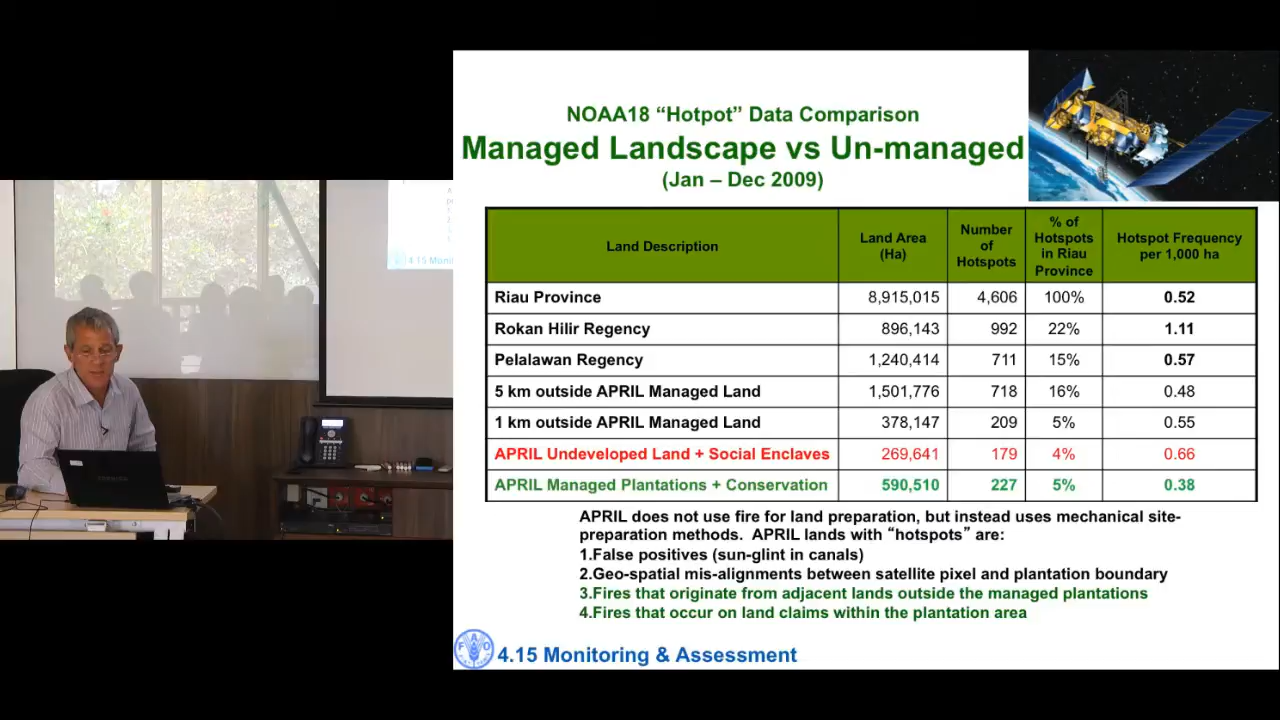 NOAA18 “Hotpot” Data Comparison
Managed Landscape vs Un-managed
(Jan – Dec 2009)
Land Description | Land Area (Ha) | Number of Hotspots | % of Hotspots in Riau Province | Hotspot Frequency per 1,000 ha
Riau Province 8,915,015 4,606 100% 0.52
Rokan Hilir Regency 896,143 992 22% 1.11
Pelalawan Regency 1,240,414 711 15% 0.57
5 km outside APRIL Managed Land 1,501,776 718 16% 0.48
1 km outside APRIL Managed Land 378,147 209 5% 0.55
APRIL Undeveloped Land + Social Enclaves 269,641 179 4% 0.66
APRIL Managed Plantations + Conservation 590,510 227 5% 0.38
APRIL does not use fire for land preparation, but instead uses mechanical site-
preparation methods. APRIL lands with “hotspots” are:
1.False positives (sun-glint in canals)
2.Geo-spatial mis-alignments between satellite pixel and plantation boundary
3.Fires that originate from adjacent lands outside the managed plantations
4.Fires that occur on land claims within the plantation area
4.15 Monitoring & Assessment
4.15 Moni